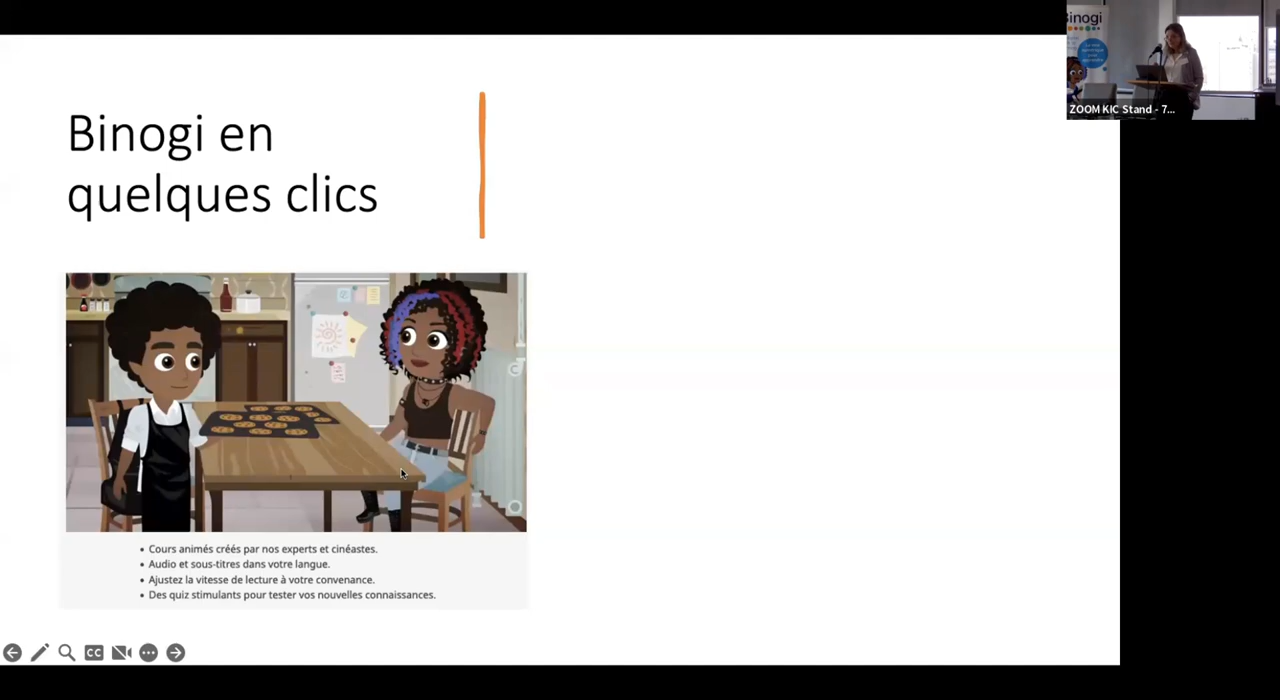 Binogi en
quelques clics
• Cours animés créés par nos experts et cinéastes.
• Audio et sous-titres dans votre langue.
• Ajustez la vitesse de lecture à votre convenance.
• Des quiz stimulants pour tester vos nouvelles connaissances.
CC
Binogi
ZOOM KIC Stand - 7...